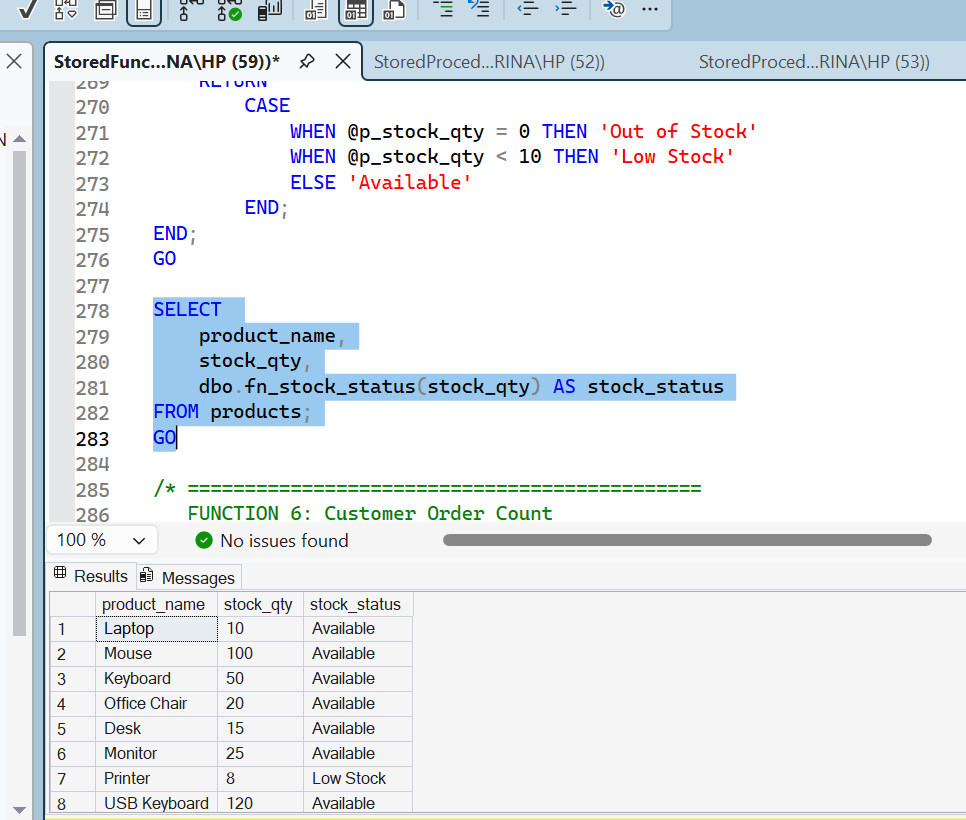 StoredFunc...NA\HP (59))*
StoredProced...RINA\HP (52))
StoredProced...RINA\HP (53))
N
269 RETURN
270 CASE
271 WHEN @p_stock_qty = 0 THEN 'Out of Stock'
272 WHEN @p_stock_qty < 10 THEN 'Low Stock'
273 ELSE 'Available'
274 END;
275 END;
276 GO
277
278 SELECT
279 product_name,
280 stock_qty,
281 dbo.fn_stock_status(stock_qty) AS stock_status
282 FROM products;
283 GO
284
285 /* =============================================
286 FUNCTION 6: Customer Order Count
100 %
No issues found
Results Messages
product_name stock_qty stock_status
1 Laptop 10 Available
2 Mouse 100 Available
3 Keyboard 50 Available
4 Office Chair 20 Available
5 Desk 15 Available
6 Monitor 25 Available
7 Printer 8 Low Stock
8 USB Keyboard 120 Available